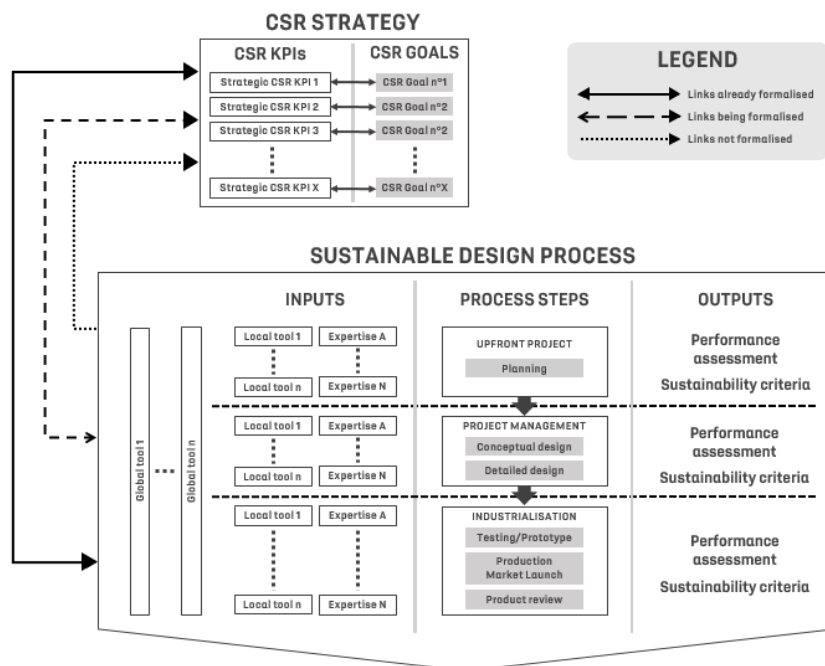 CSR STRATEGY
CSR KPIs
CSR GOALS
Strategic CSR KPI 1
CSR Goal n°1
Strategic CSR KPI 2
CSR Goal n°2
Strategic CSR KPI 3
CSR Goal n°2
Strategic CSR KPI X
CSR Goal n°X
LEGEND
Links already formalised
Links being formalised
Links not formalised
SUSTAINABLE DESIGN PROCESS
INPUTS
PROCESS STEPS
OUTPUTS
Global tool 1
Global tool n
Local tool 1
Expertise A
Local tool n
Expertise N
UPFRONT PROJECT
Planning
Performance
assessment
Sustainability criteria
Local tool 1
Expertise A
Local tool n
Expertise N
PROJECT MANAGEMENT
Conceptual design
Detailed design
Performance
assessment
Sustainability criteria
Local tool 1
Expertise A
Local tool n
Expertise N
INDUSTRIALISATION
Testing/Prototype
Production
Market Launch
Product review
Performance
assessment
Sustainability criteria